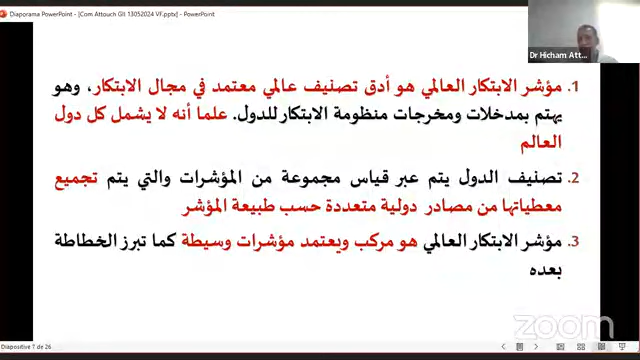 Diaporama PowerPoint - [Com Attouch Glt 13052024 VF.pptx] - PowerPoint
Dr Hicham Att...
1. مؤشر الابتكار العالمي هو أدق تصنيف عالمي معتمد في مجال الابتكار، وهو
يهتم بمدخلات ومخرجات منظومة الابتكار للدول. علما أنه لا يشمل كل دول
العالم
2. تصنيف الدول يتم عبر قياس مجموعة من المؤشرات والتي يتم تجميع
معطياتها من مصادر دولية متعددة حسب طبيعة المؤشر
3. مؤشر الابتكار العالمي هو مركب ويعتمد مؤشرات وسيطة كما تبرز الخطاطة
بعده
zoom
Diapositive 7 de 26